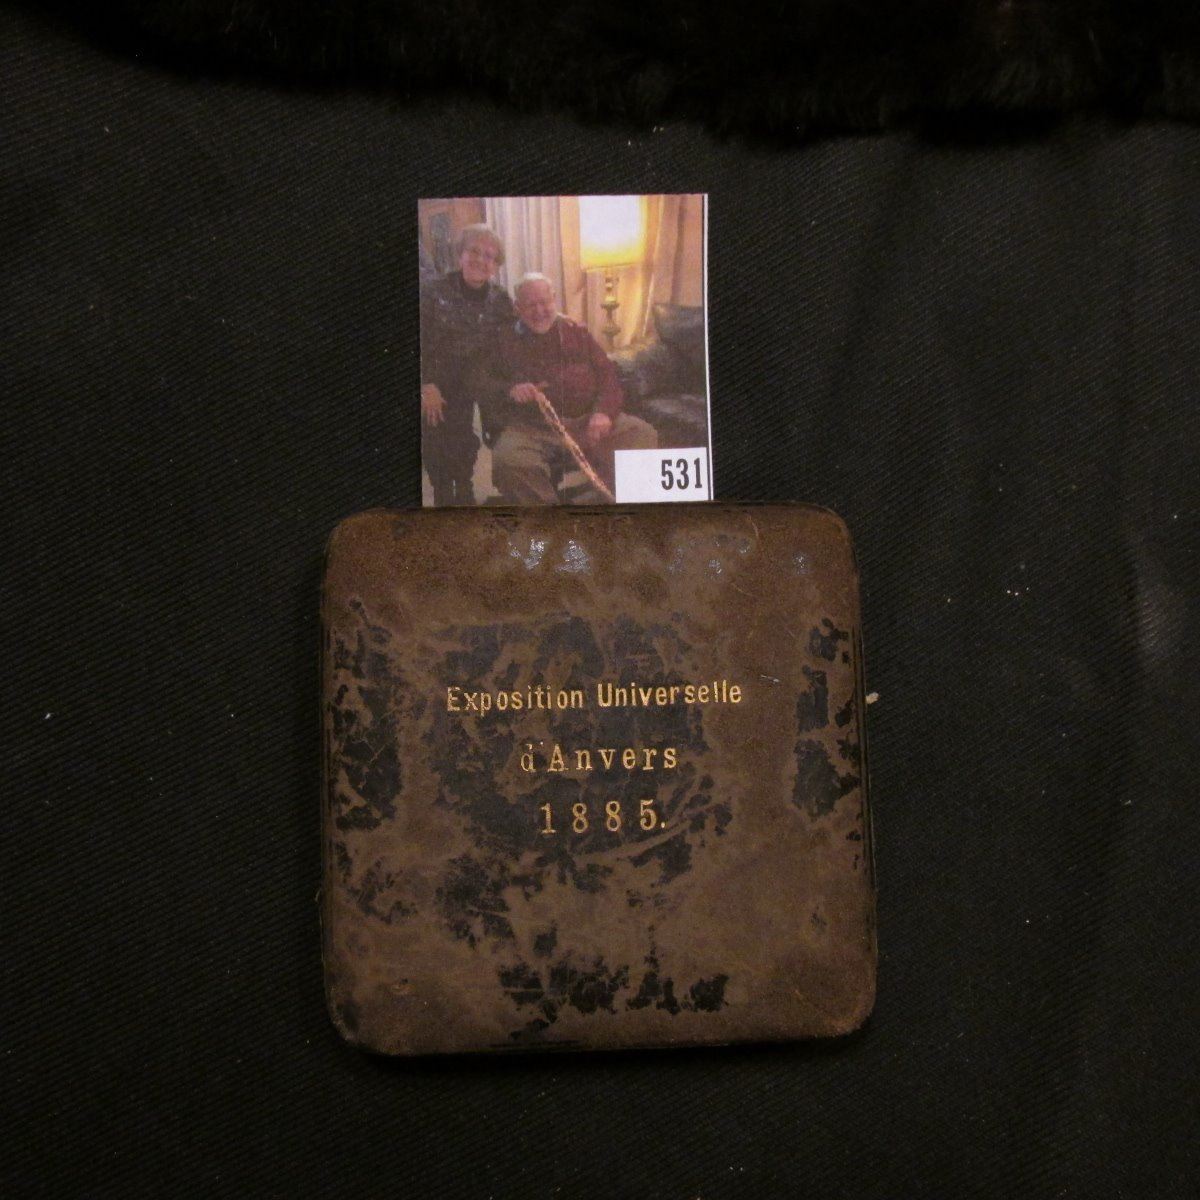 531
Exposition Universelle
d'Anvers
1885.